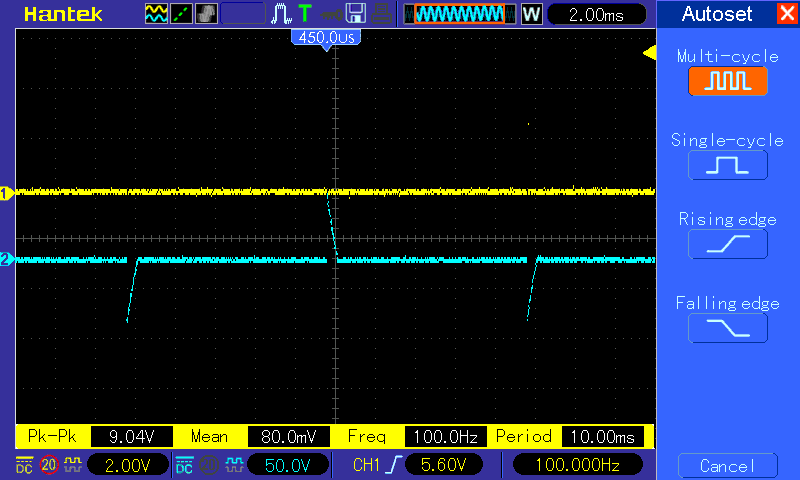 Hantek T W 2.00ms
450.0us
Autoset
Multi-cycle
Single-cycle
Rising edge
Falling edge
Cancel
1
2
Pk-Pk 9.04V Mean 80.0mV Freq 100.0Hz Period 10.00ms
DC 20 2.00V DC 20 50.0V CH1 5.60V 100.000Hz